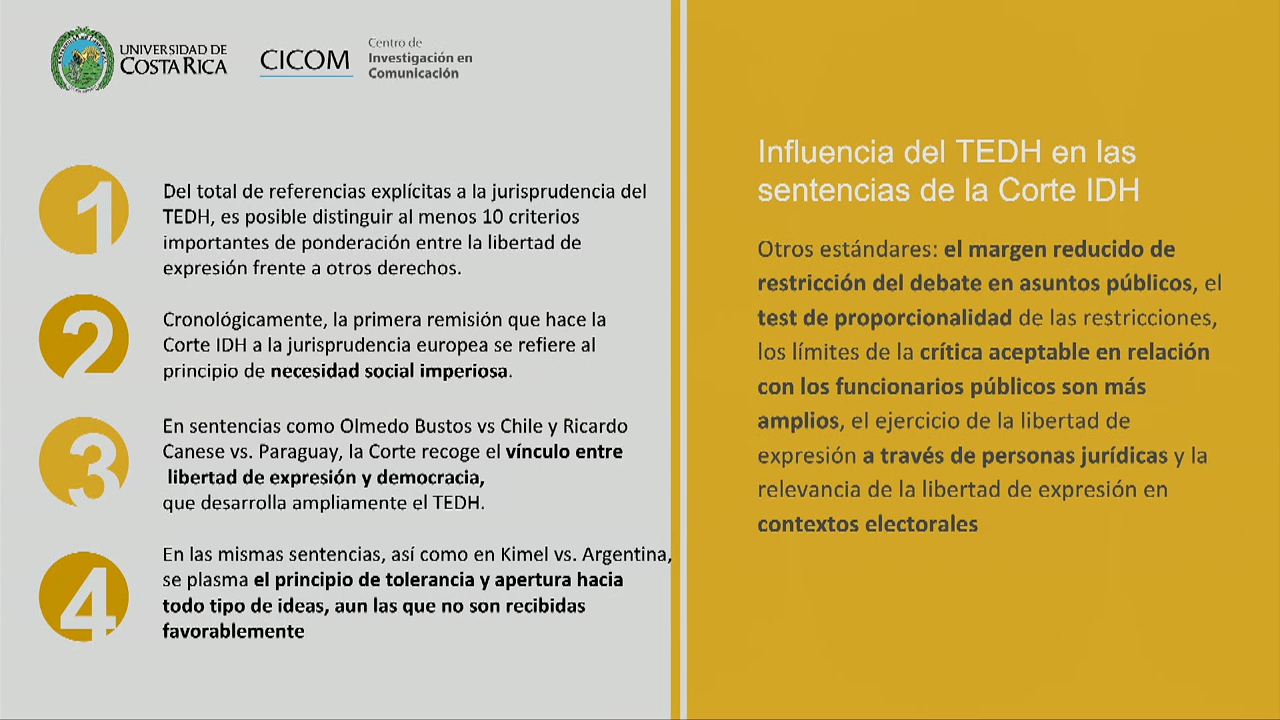 UNIVERSIDAD DE
COSTA RICA
CICOM
Centro de
Investigación en
Comunicación
1
Del total de referencias explícitas a la jurisprudencia del
TEDH, es posible distinguir al menos 10 criterios
importantes de ponderación entre la libertad de
expresión frente a otros derechos.
2
Cronológicamente, la primera remisión que hace la
Corte IDH a la jurisprudencia europea se refiere al
principio de necesidad social imperiosa.
3
En sentencias como Olmedo Bustos vs Chile y Ricardo
Canese vs. Paraguay, la Corte recoge el vínculo entre
libertad de expresión y democracia,
que desarrolla ampliamente el TEDH.
4
En las mismas sentencias, así como en Kimel vs. Argentina,
se plasma el principio de tolerancia y apertura hacia
todo tipo de ideas, aun las que no son recibidas
favorablemente
Influencia del TEDH en las
sentencias de la Corte IDH
Otros estándares: el margen reducido de
restricción del debate en asuntos públicos, el
test de proporcionalidad de las restricciones,
los límites de la crítica aceptable en relación
con los funcionarios públicos son más
amplios, el ejercicio de la libertad de
expresión a través de personas jurídicas y la
relevancia de la libertad de expresión en
contextos electorales